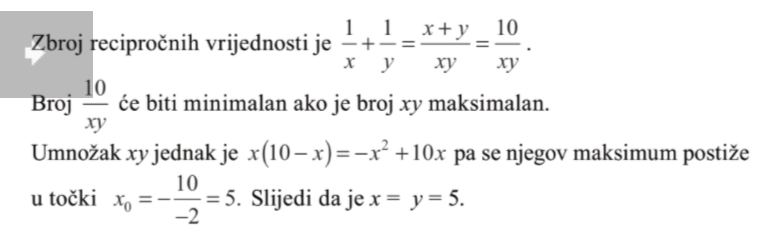 Zbroj recipročnih vrijednosti je 1/x + 1/y = (x + y)/xy = 10/xy .
Broj 10/xy će biti minimalan ako je broj xy maksimalan.
Umnožak xy jednak je x(10 − x) = −x² + 10x pa se njegov maksimum postiže
u točki x₀ = −10/−2 = 5. Slijedi da je x = y = 5.